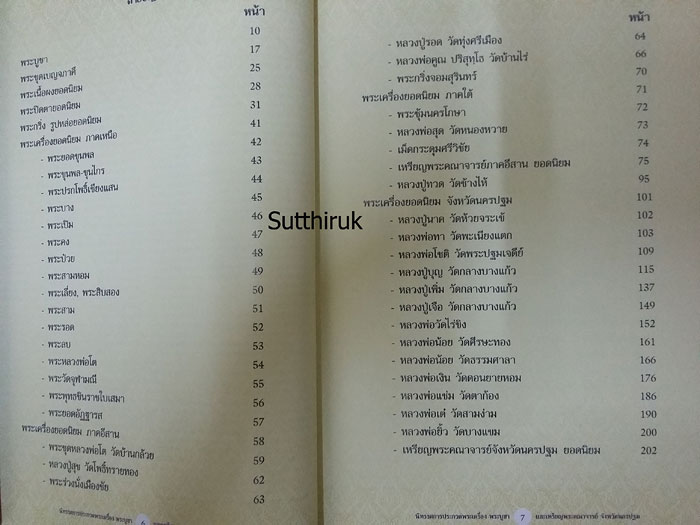 หน้า
พระบูชา 10
พระชุดเบญจภาคี 17
พระเนื้อผงยอดนิยม 25
พระปิดตายอดนิยม 28
พระกริ่ง รูปหล่อยอดนิยม 31
พระเครื่องยอดนิยม ภาคเหนือ 41
- พระยอดขุนพล 42
- พระขุนพล-ขุนไกร 43
- พระปรกโพธิ์เชียงแสน 44
- พระบาง 45
- พระเปิม 46
- พระคง 47
- พระป๋วย 48
- พระสามหอม 49
- พระเลี่ยง, พระสิบสอง 50
- พระสาม 51
- พระรอด 52
- พระลบ 53
- พระหลวงพ่อโต 54
- พระวัดจุฬามณี 55
- พระพุทธชินราชใบเสมา 56
- พระยอดอัฏฐารส 57
พระเครื่องยอดนิยม ภาคอีสาน 58
- พระชุดหลวงพ่อโต วัดบ้านกล้วย 59
- หลวงปู่สุข วัดโพธิ์ทรายทอง 62
- พระร่วงนั่งเมืองชัย 63
นิทรรศการประกวดพระเครื่อง พระบูชา 6
หน้า
- หลวงปู่รอด วัดทุ่งศรีเมือง 64
- หลวงพ่อคูณ ปริสุทฺโธ วัดบ้านไร่ 66
- พระกริ่งจอมสุรินทร์ 70
พระเครื่องยอดนิยม ภาคใต้ 71
- พระซุ้มนครโกษา 72
- หลวงพ่อสุด วัดหนองหวาย 73
- เม็ดกระดุมศรีวิชัย 74
- เหรียญพระคณาจารย์ภาคอีสาน ยอดนิยม 75
- หลวงปู่ทวด วัดช้างให้ 95
พระเครื่องยอดนิยม จังหวัดนครปฐม 101
- หลวงปู่นาค วัดห้วยจระเข้ 102
- หลวงพ่อทา วัดพะเนียงแตก 103
- หลวงพ่อโชติ วัดพระปฐมเจดีย์ 109
- หลวงปู่บุญ วัดกลางบางแก้ว 115
- หลวงปู่เพิ่ม วัดกลางบางแก้ว 137
- หลวงปู่เจือ วัดกลางบางแก้ว 149
- หลวงพ่อวัดไร่ขิง 152
- หลวงพ่อน้อย วัดศีรษะทอง 161
- หลวงพ่อน้อย วัดธรรมศาลา 166
- หลวงพ่อเงิน วัดดอนยายหอม 176
- หลวงพ่อแช่ม วัดตาก้อง 186
- หลวงพ่อเต๋ วัดสามง่าม 190
- หลวงพ่อยิ้ว วัดบางแขม 200
- เหรียญพระคณาจารย์จังหวัดนครปฐม ยอดนิยม 202
นิทรรศการประกวดพระเครื่อง พระบูชา 7 และเหรียญพระคณาจารย์ จังหวัดนครปฐม
Sutthiruk